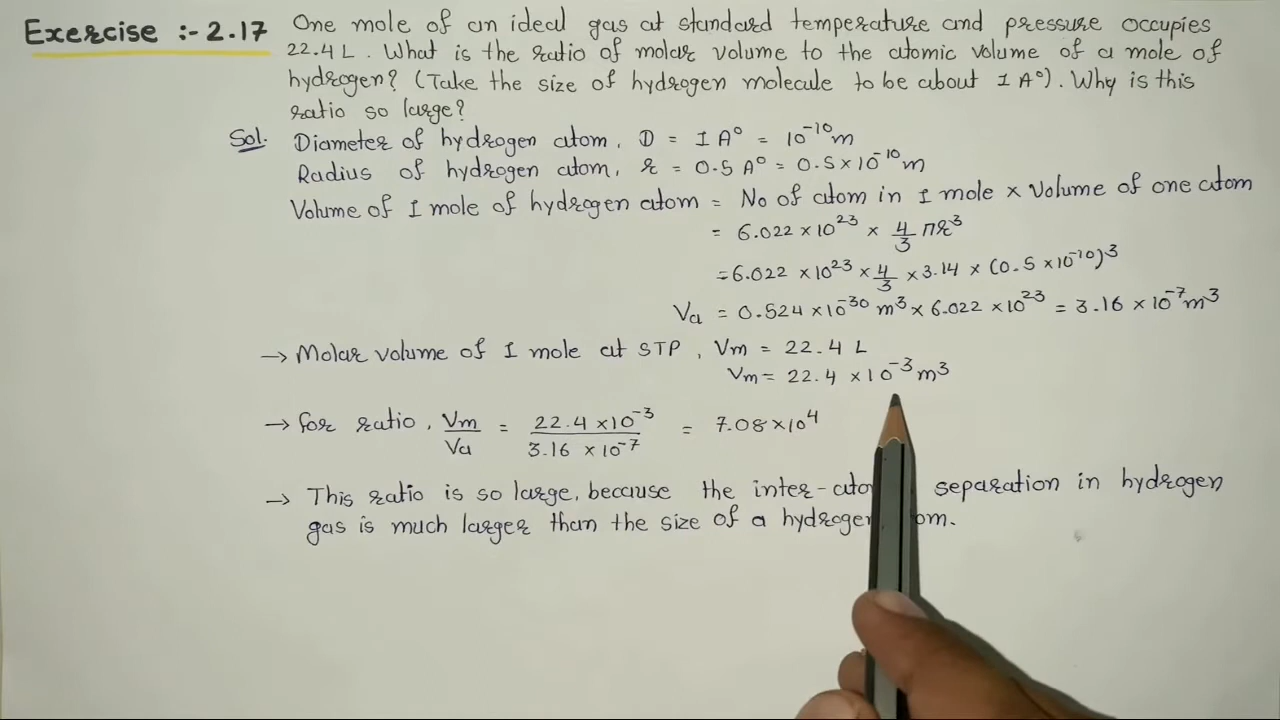 Exercise :- 2.17 One mole of an ideal gas at standard temperature and pressure occupies
22.4 L. What is the ratio of molar volume to the atomic volume of a mole of
hydrogen? (Take the size of hydrogen molecule to be about 1 A°). Why is this
ratio so large?
Sol. Diameter of hydrogen atom, D = 1 A° = 10⁻¹⁰ m
Radius of hydrogen atom, r = 0.5 A° = 0.5 × 10⁻¹⁰ m
Volume of 1 mole of hydrogen atom = No of atom in 1 mole × Volume of one atom
= 6.022 × 10²³ × 4/3 πr³
= 6.022 × 10²³ × 4/3 × 3.14 × (0.5 × 10⁻¹⁰)³
Va = 0.524 × 10⁻³⁰ m³ × 6.022 × 10²³ = 3.16 × 10⁻⁷ m³
→ Molar volume of 1 mole at STP, Vm = 22.4 L
Vm = 22.4 × 10⁻³ m³
→ for ratio, Vm/Va = 22.4 × 10⁻³/3.16 × 10⁻⁷ = 7.08 × 10⁴
→ This ratio is so large, because the separation in hydrogen
gas is much larger than the size of a